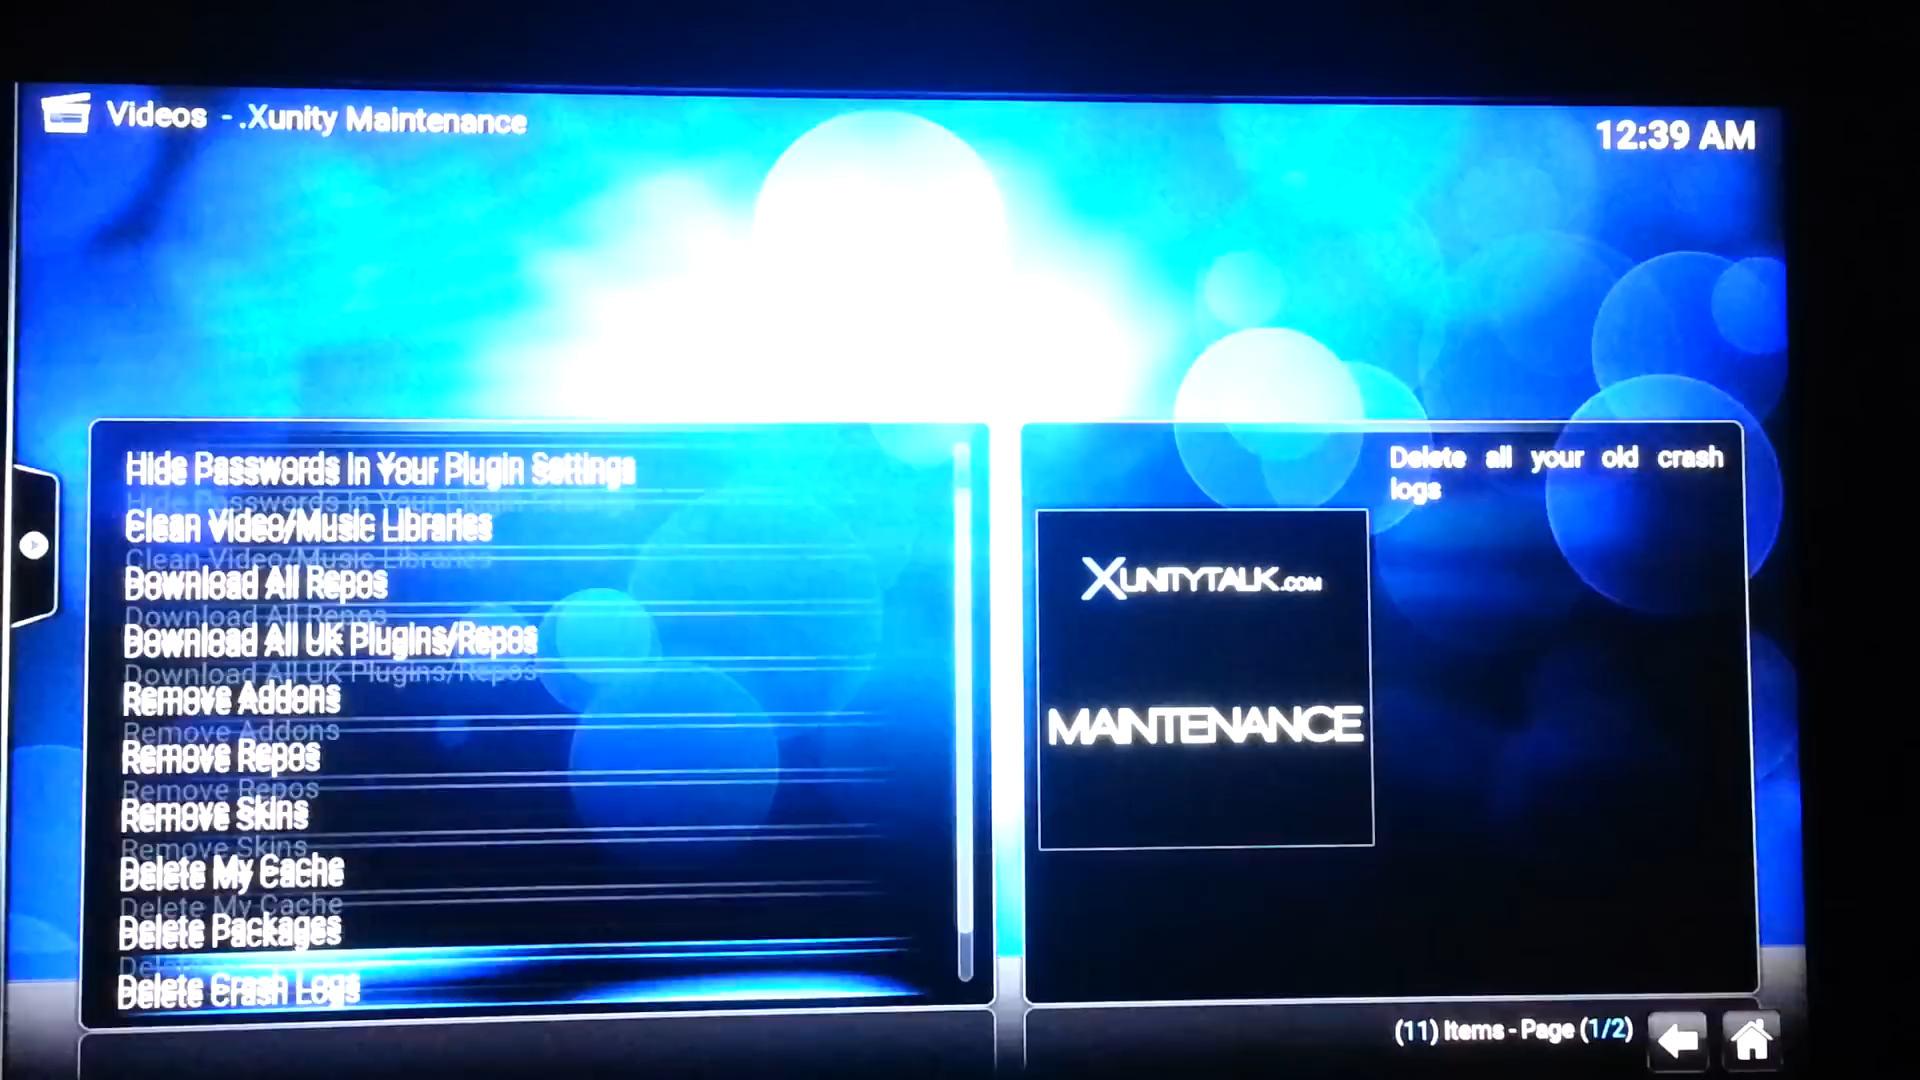 Videos - .Xunity Maintenance
12:39 AM
Hide Passwords In Your Plugin Settings
Clean Video/Music Libraries
Download All Repos
Download All UK Plugins/Repos
Remove Addons
Remove Repos
Remove Skins
Delete My Cache
Delete Packages
Delete Crash Logs
Delete all your old crash
logs
XUNITYTALK.COM
MAINTENANCE
(11) Items - Page (1/2)